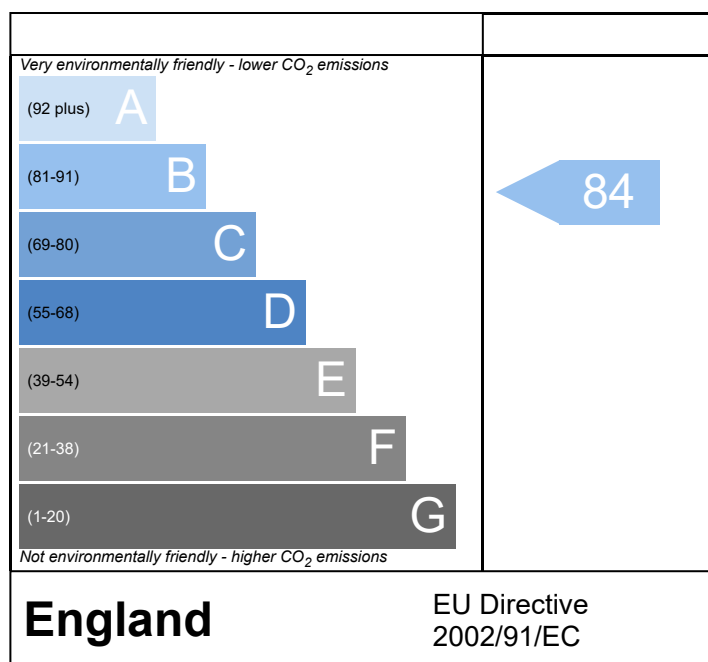 Very environmentally friendly - lower CO2 emissions
(92 plus) A
(81-91) B
84
(69-80) C
(55-68) D
(39-54) E
(21-38) F
(1-20) G
Not environmentally friendly - higher CO2 emissions
England
EU Directive
2002/91/EC